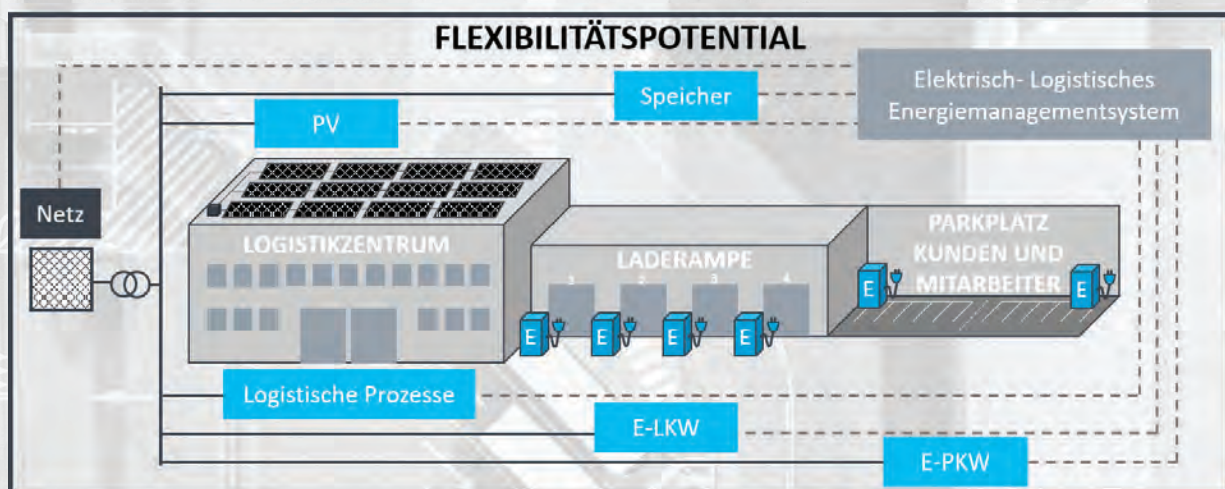 FLEXIBILITÄTSPOTENTIAL
Speicher
Elektrisch- Logistisches
Energiemanagementsystem
PV
Netz
LOGISTIKZENTRUM
LADERAMPE
PARKPLATZ
KUNDEN UND
MITARBEITER
1 2 3 4
E E E E E E
Logistische Prozesse
E-LKW
E-PKW